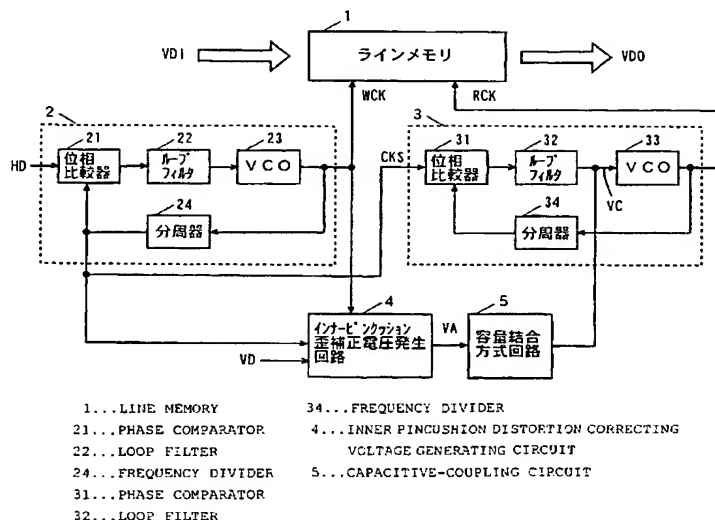 1
VDI
ラインメモリ
VDO
WCK
RCK
2
21
22
23
HD
位相
比較器
ループ
フィルタ
VCO
24
分周器
3
CKS
31
32
33
位相
比較器
ループ
フィルタ
VCO
VC
34
分周器
4
インナーピンクッション
歪補正電圧発生
回路
VD
VA
5
容量結合
方式回路
1...LINE MEMORY
21...PHASE COMPARATOR
22...LOOP FILTER
24...FREQUENCY DIVIDER
31...PHASE COMPARATOR
32...LOOP FILTER
34...FREQUENCY DIVIDER
4...INNER PINCUSHION DISTORTION CORRECTING
VOLTAGE GENERATING CIRCUIT
5...CAPACITIVE-COUPLING CIRCUIT